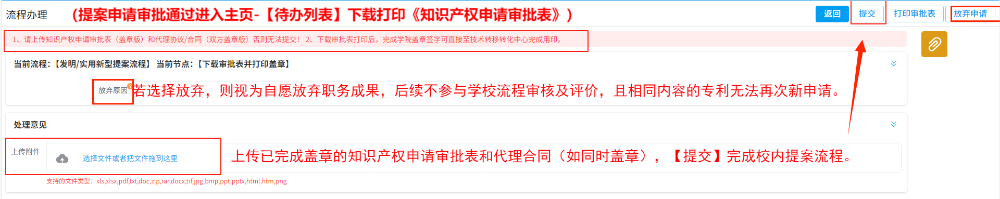 流程办理 （提案申请审批通过进入主页-【待办列表】下载打印《知识产权申请审批表》） 返回 提交 打印审批表 放弃申请
1、请上传知识产权申请审批表（盖章版）和代理协议/合同（双方盖章版）否则无法提交！ 2、下载审批表打印后，完成学院盖章签字可直接至技术转移转化中心完成用印。
当前流程：【发明/实用新型提案流程】 当前节点：【下载审批表并打印盖章】
放弃原因 ? 若选择放弃，则视为自愿放弃职务成果，后续不参与学校流程审核及评价，且相同内容的专利无法再次新申请。
处理意见
上传附件 选择文件或者把文件拖到这里 上传已完成盖章的知识产权申请审批表和代理合同（如同时盖章），【提交】完成校内提案流程。
支持的文件类型：xls,xlsx,pdf,txt,doc,zip,rar,docx,tif,jpg,bmp,ppt,pptx,html,htm,png